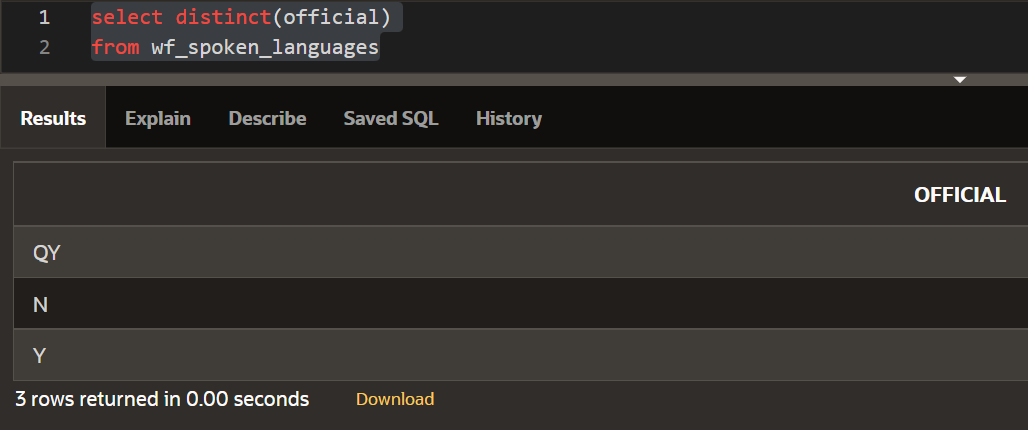 1 select distinct(official)
2 from wf_spoken_languages
Results Explain Describe Saved SQL History
OFFICIAL
QY
N
Y
3 rows returned in 0.00 seconds Download